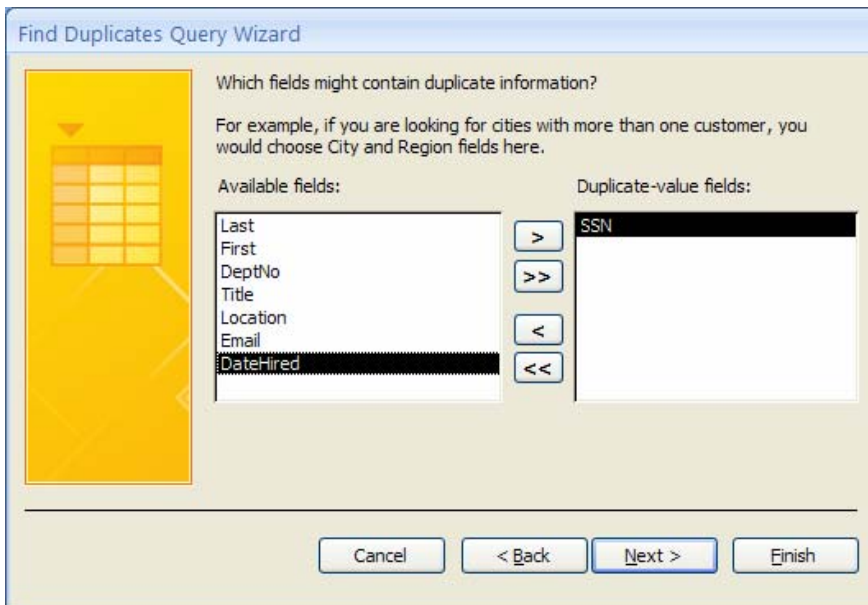 Find Duplicates Query Wizard
Which fields might contain duplicate information?
For example, if you are looking for cities with more than one customer, you
would choose City and Region fields here.
Available fields:
Last
First
DeptNo
Title
Location
Email
DateHired
>
>>
<
<<
Duplicate-value fields:
SSN
Cancel
< Back
Next >
Finish